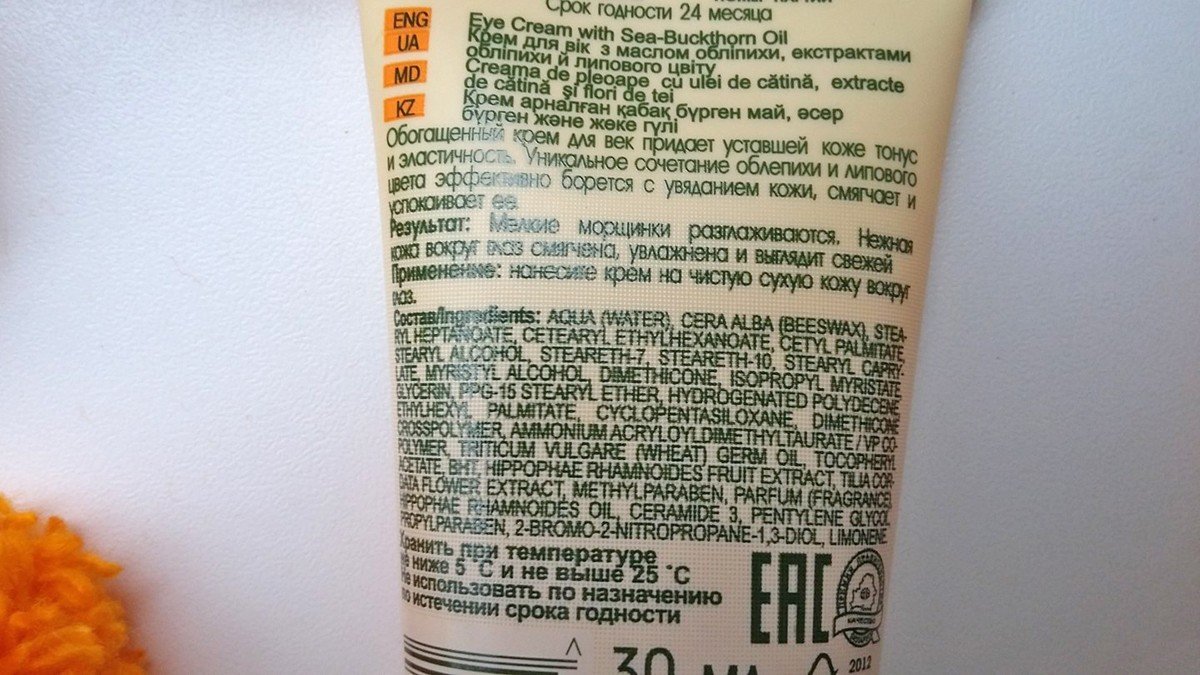 Срок годности 24 месяца
ENG Eye Cream with Sea-Buckthorn Oil
UA Крем для вік з маслом обліпихи, екстрактами
обліпихи й липового цвіту
MD Creama de pleoape cu ulei de cătină, extracte
de cătină şi flori de tei
KZ Крем арналған қабақ бүрген май, әсер
бүрген және жөке гүлі
Обогащенный крем для век придает уставшей коже тонус
и эластичность. Уникальное сочетание облепихи и липового
цвета эффективно борется с увяданием кожи, смягчает и
успокаивает ее.
Результат: Мелкие морщинки разглаживаются. Нежная
кожа вокруг глаз смягчена, увлажнена и выглядит свежей
Применение: нанесите крем на чистую сухую кожу вокруг
глаз.
Состав/Ingredients: AQUA (WATER), CERA ALBA (BEESWAX), STEA-
RYL HEPTANOATE, CETEARYL ETHYLHEXANOATE, CETYL PALMITATE,
STEARYL ALCOHOL, STEARETH-7, STEARETH-10, STEARYL CAPRY-
LATE, MYRISTYL ALCOHOL, DIMETHICONE, ISOPROPYL MYRISTATE,
GLYCERIN, PPG-15 STEARYL ETHER, HYDROGENATED POLYDECENE,
ETHYLHEXYL PALMITATE, CYCLOPENTASILOXANE, DIMETHICONE
CROSSPOLYMER, AMMONIUM ACRYLOYLDIMETHYLTAURATE / VP CO-
POLYMER, TRITICUM VULGARE (WHEAT) GERM OIL, TOCOPHERYL
ACETATE, BHT, HIPPOPHAE RHAMNOIDES FRUIT EXTRACT, TILIA COR-
DATA FLOWER EXTRACT, METHYLPARABEN, PARFUM (FRAGRANCE),
HIPPOPHAE RHAMNOIDES OIL, CERAMIDE 3, PENTYLENE GLYCOL,
PROPYLPARABEN, 2-BROMO-2-NITROPROPANE-1,3-DIOL, LIMONENE.
Хранить при температуре
не ниже 5 °C и не выше 25 °C
не использовать по назначению
по истечении срока годности
EAC
КАЧЕСТВО
2012
30 мл